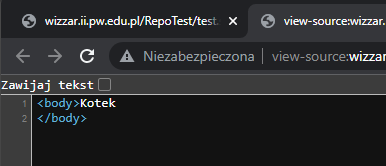 wizzar.ii.pw.edu.pl/RepoTest/test
view-source:wizzar.
Niezabezpieczona
view-source:wizzar
Zawijaj tekst
1 <body>Kotek
2 </body>